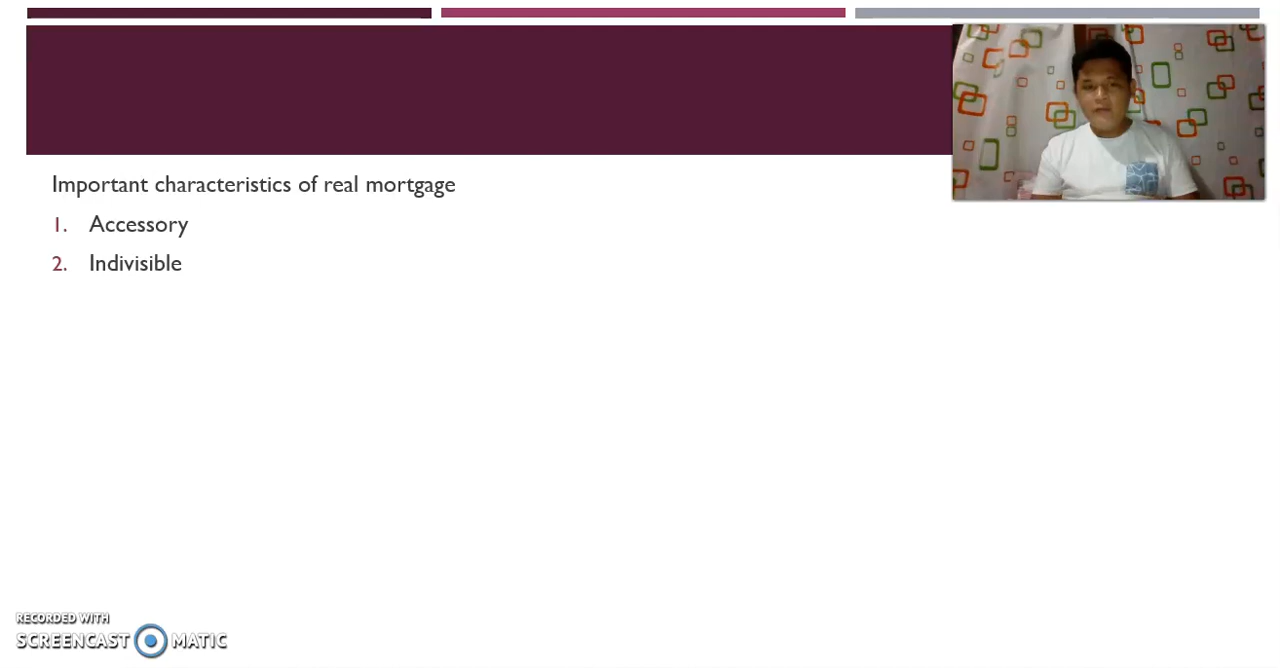 Important characteristics of real mortgage
1. Accessory
2. Indivisible
RECORDED WITH
SCREENCAST MATIC